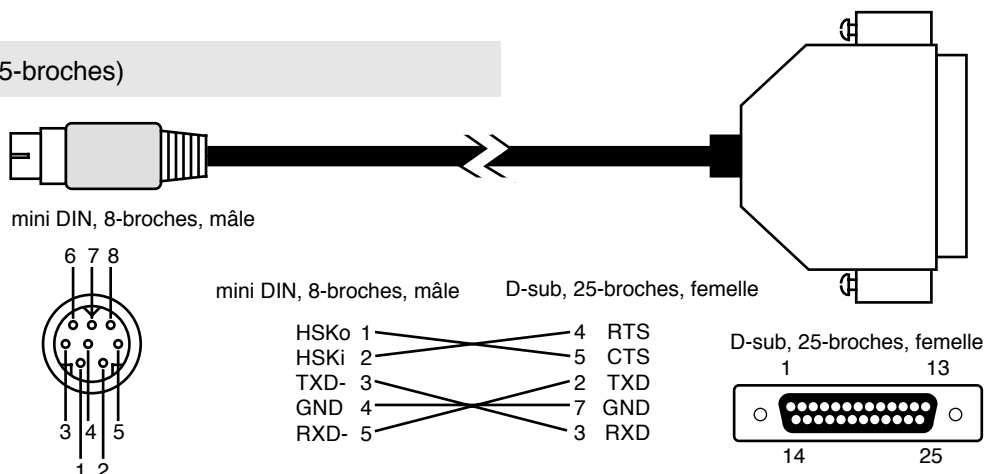 5-broches)
mini DIN, 8-broches, mâle
6 7 8
3 4 5
1 2
mini DIN, 8-broches, mâle D-sub, 25-broches, femelle
HSKo 1 4 RTS
HSKi 2 5 CTS
TXD- 3 2 TXD
GND 4 7 GND
RXD- 5 3 RXD
D-sub, 25-broches, femelle
1 13
14 25